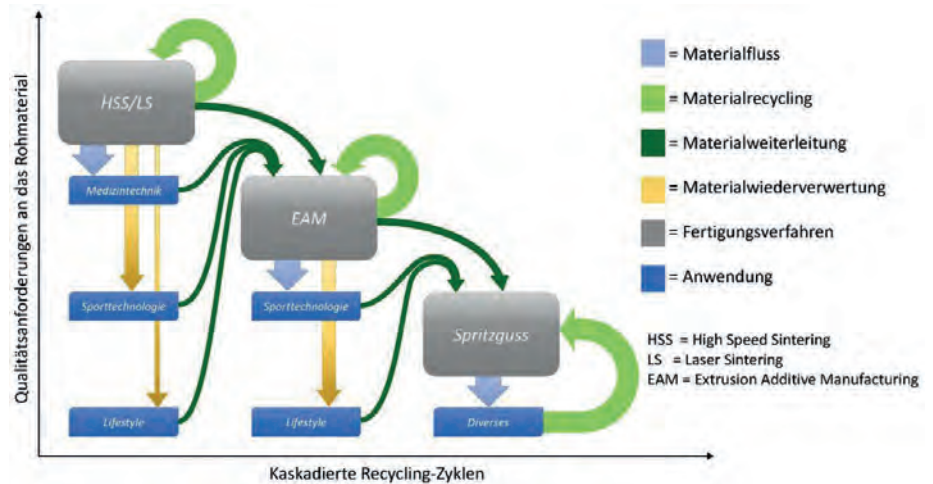 Qualitätsanforderungen an das Rohmaterial
HSS/LS
Medizintechnik
Sporttechnologie
Lifestyle
EAM
Sporttechnologie
Lifestyle
Spritzguss
Diverses
Kaskadierte Recycling-Zyklen
= Materialfluss
= Materialrecycling
= Materialweiterleitung
= Materialwiederverwertung
= Fertigungsverfahren
= Anwendung
HSS = High Speed Sintering
LS = Laser Sintering
EAM = Extrusion Additive Manufacturing